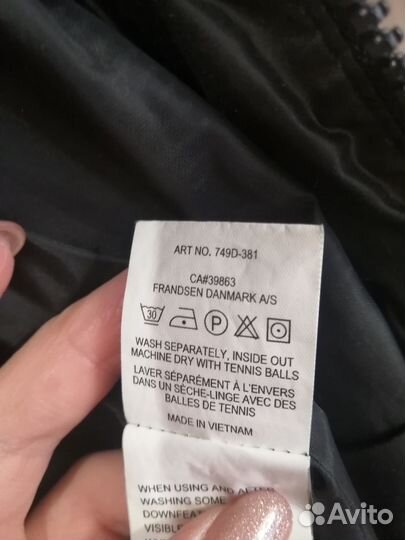 ART NO. 749D-381
CA#39863
FRANDSEN DANMARK A/S
30 P
WASH SEPARATELY, INSIDE OUT
MACHINE DRY WITH TENNIS BALLS
LAVER SÉPARÉMENT À L'ENVERS
DANS UN SÈCHE-LINGE AVEC DES
BALLES DE TENNIS
MADE IN VIETNAM
WHEN USING AND AFTER
WASHING SOME
VISIBLE
Avito